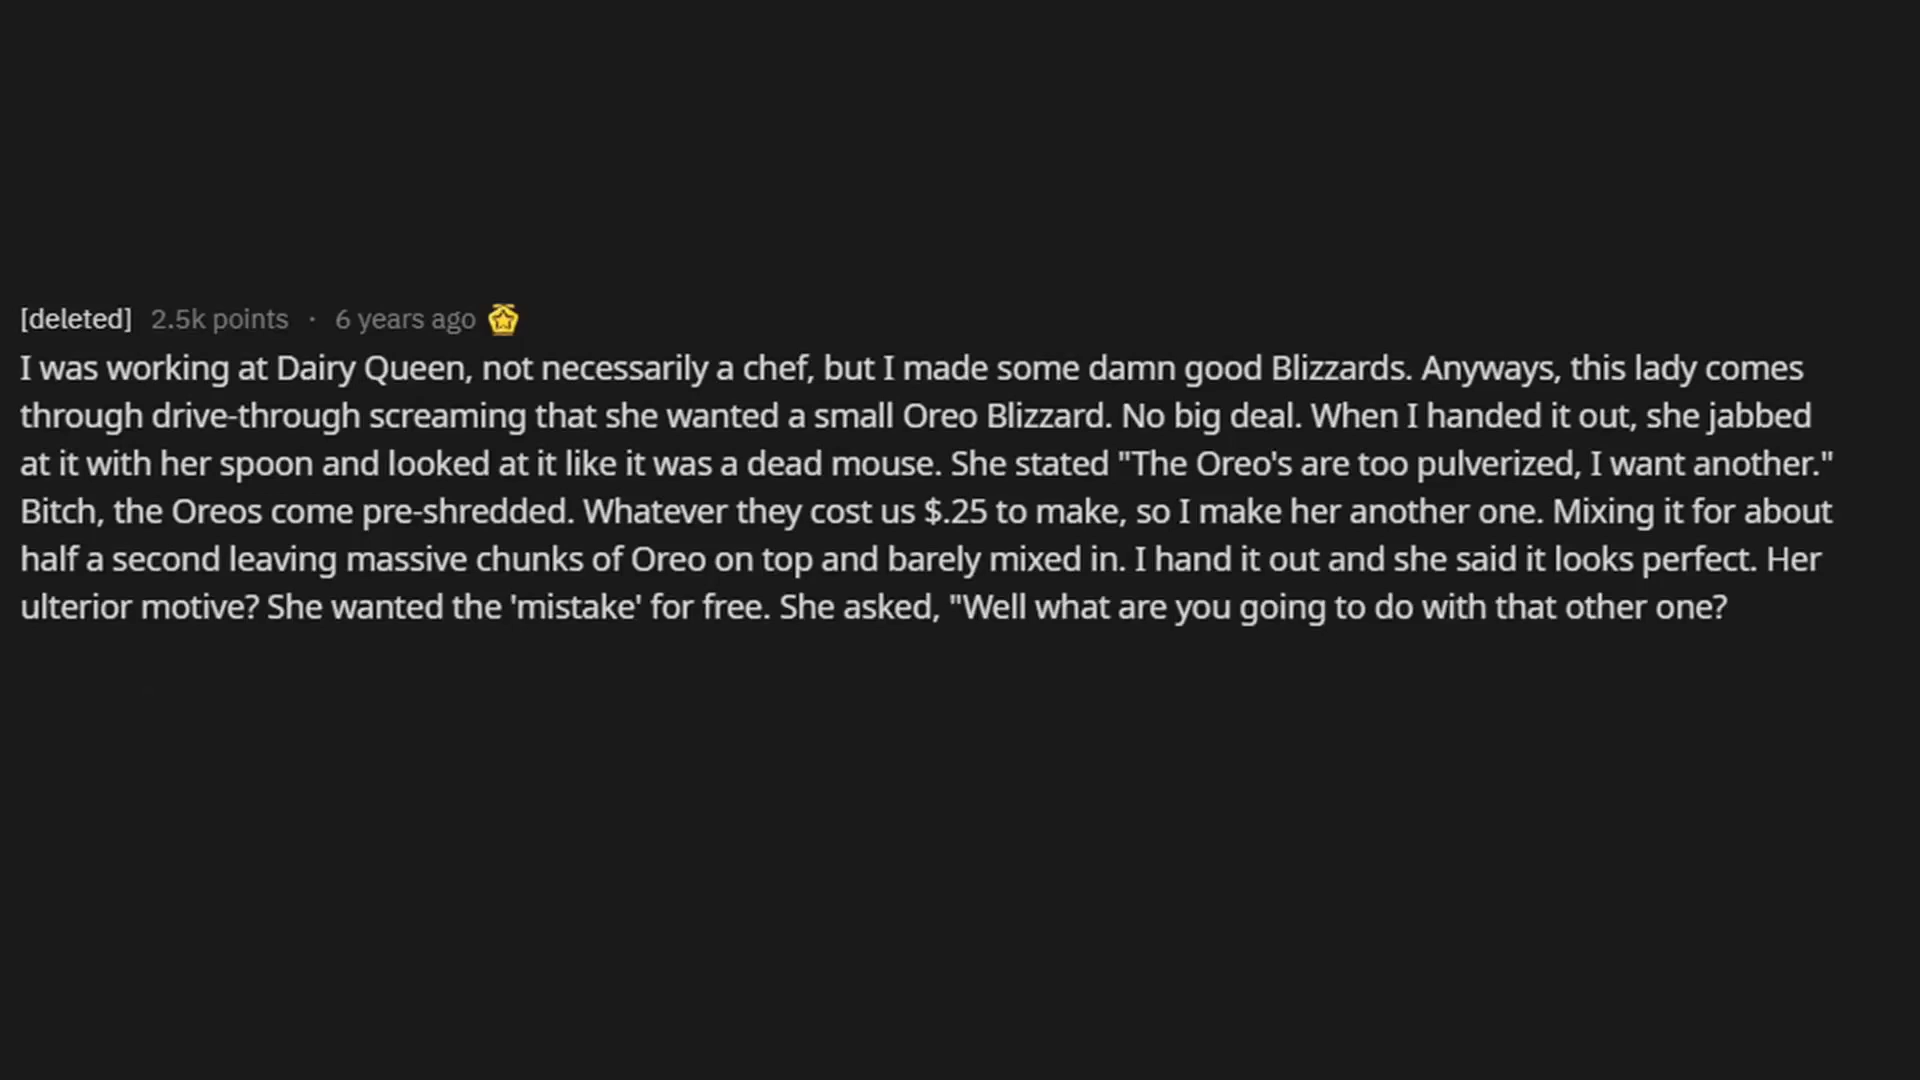 [deleted] 2.5k points · 6 years ago
I was working at Dairy Queen, not necessarily a chef, but I made some damn good Blizzards. Anyways, this lady comes
through drive-through screaming that she wanted a small Oreo Blizzard. No big deal. When I handed it out, she jabbed
at it with her spoon and looked at it like it was a dead mouse. She stated "The Oreo's are too pulverized, I want another."
Bitch, the Oreos come pre-shredded. Whatever they cost us $.25 to make, so I make her another one. Mixing it for about
half a second leaving massive chunks of Oreo on top and barely mixed in. I hand it out and she said it looks perfect. Her
ulterior motive? She wanted the 'mistake' for free. She asked, "Well what are you going to do with that other one?